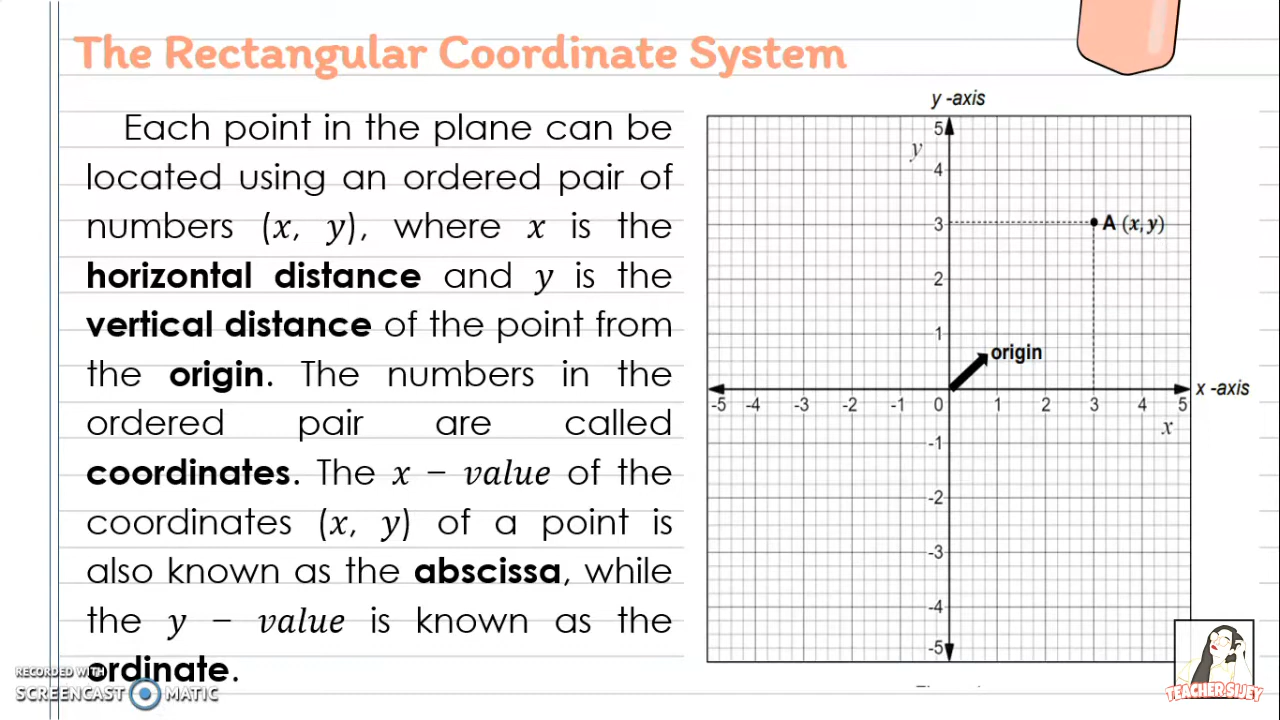 The Rectangular Coordinate System
Each point in the plane can be
located using an ordered pair of
numbers (x, y), where x is the
horizontal distance and y is the
vertical distance of the point from
the origin. The numbers in the
ordered pair are called
coordinates. The x − value of the
coordinates (x, y) of a point is
also known as the abscissa, while
the y − value is known as the
ordinate.
y -axis
5
y
4
3
A (x, y)
2
1
origin
x -axis
-5 -4 -3 -2 -1 0 1 2 3 4 5
x
-1
-2
-3
-4
-5
RECORDED WITH
SCREENCAST MATIC
TEACHER SIJEY